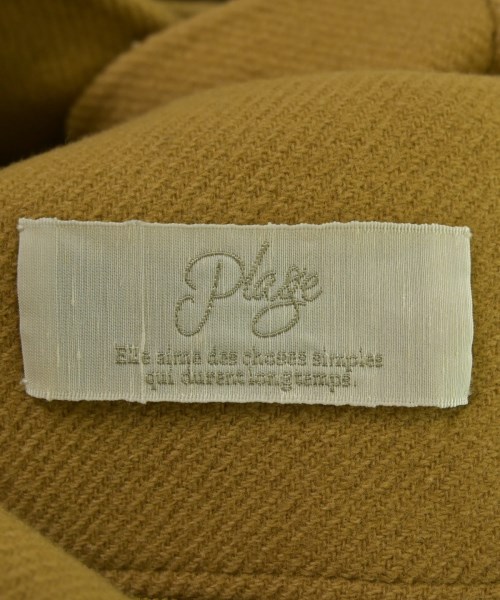 Plage
Elle aime des choses simples
qui durent longtemps.